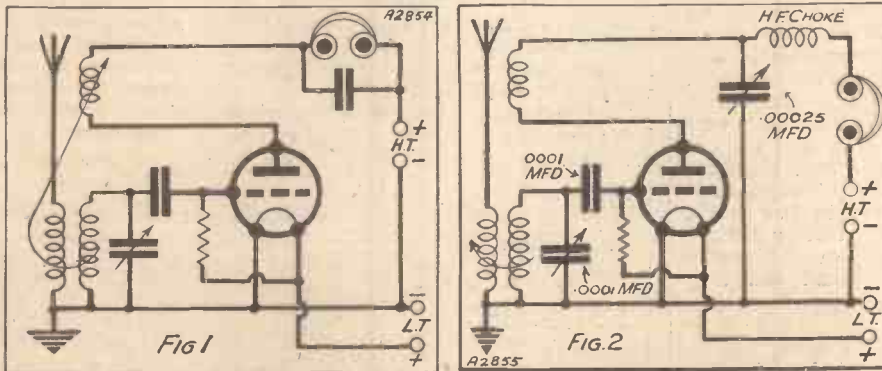 A2854
+
H.T.
-
-
L.T.
+
FIG 1
H.F. CHOKE
.00025
MFD
.0001
MFD
.0001 MFD
+
H.T.
-
-
L.T.
+
FIG. 2
A2855